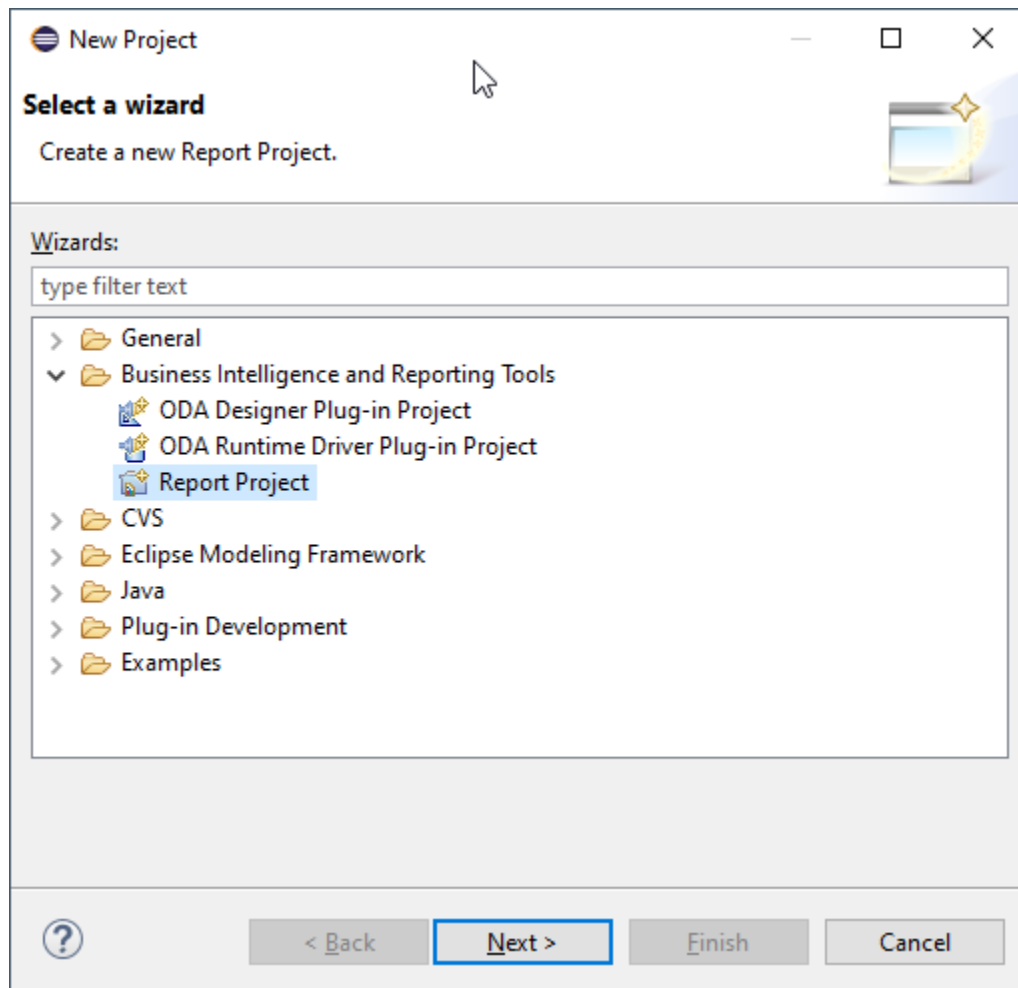 New Project
Select a wizard
Create a new Report Project.
Wizards:
type filter text
General
Business Intelligence and Reporting Tools
ODA Designer Plug-in Project
ODA Runtime Driver Plug-in Project
Report Project
CVS
Eclipse Modeling Framework
Java
Plug-in Development
Examples
? < Back Next > Finish Cancel